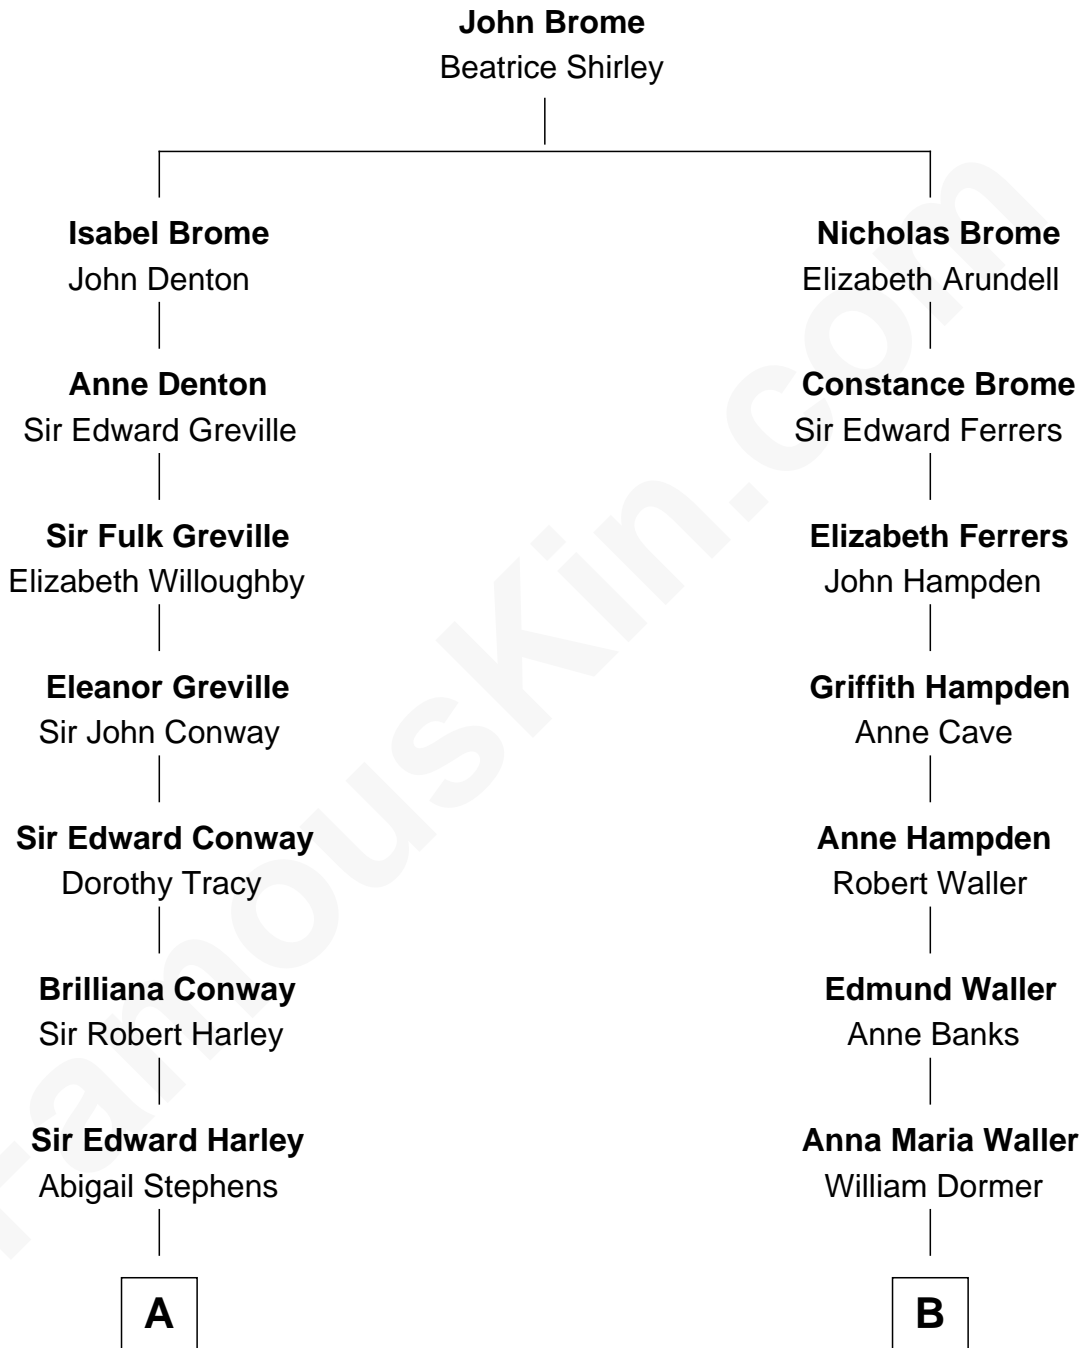 John Brome
Beatrice Shirley
Isabel Brome
John Denton
Nicholas Brome
Elizabeth Arundell
Anne Denton
Sir Edward Greville
Constance Brome
Sir Edward Ferrers
Sir Fulk Greville
Elizabeth Willoughby
Elizabeth Ferrers
John Hampden
Eleanor Greville
Sir John Conway
Griffith Hampden
Anne Cave
Sir Edward Conway
Dorothy Tracy
Anne Hampden
Robert Waller
Brilliana Conway
Sir Robert Harley
Edmund Waller
Anne Banks
Sir Edward Harley
Abigail Stephens
Anna Maria Waller
William Dormer
A
B
FamousKin.com